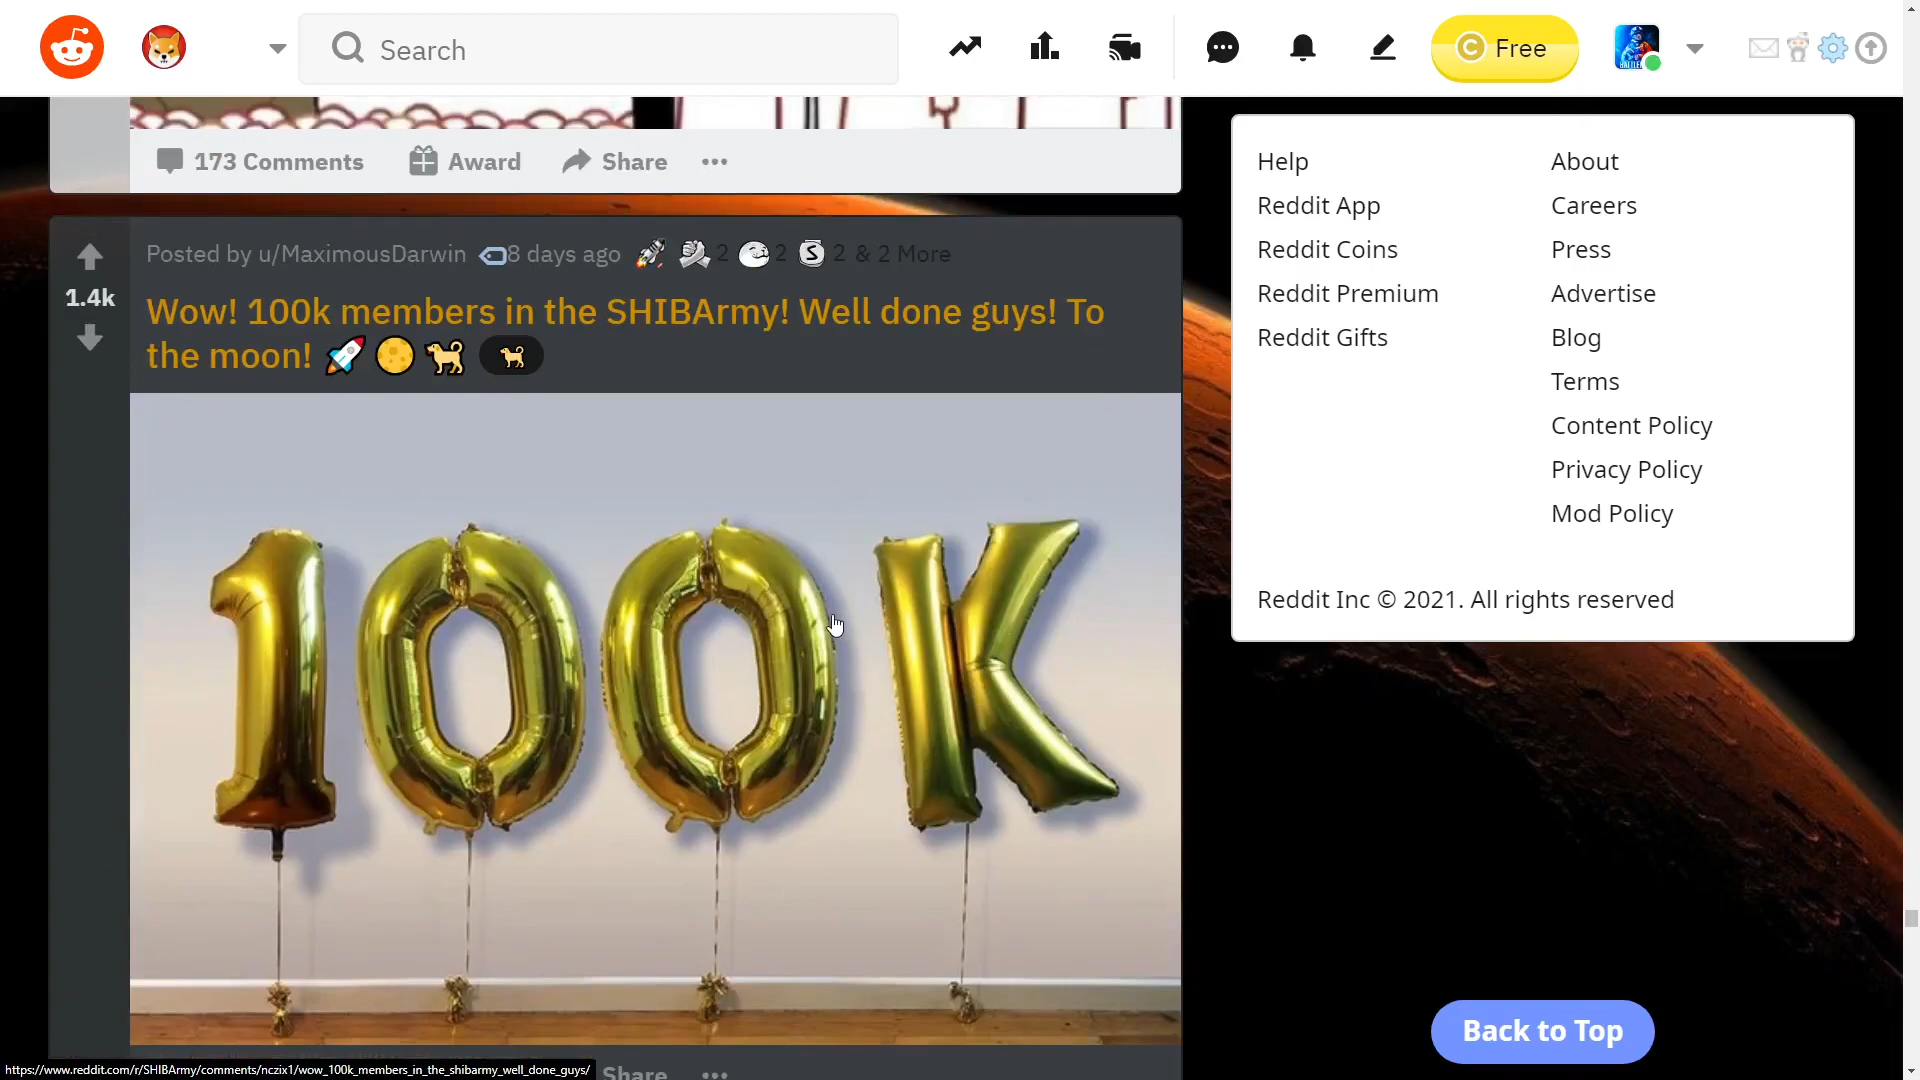 Search
Free
173 Comments Award Share
Help About
Reddit App Careers
Reddit Coins Press
Reddit Premium Advertise
Reddit Gifts Blog
Terms
Content Policy
Privacy Policy
Mod Policy
Reddit Inc © 2021. All rights reserved
1.4k
Posted by u/MaximousDarwin 8 days ago 2 2 2 & 2 More
Wow! 100k members in the SHIBArmy! Well done guys! To
the moon! 🚀 🌕 🐕 🐕
100K
Back to Top
https://www.reddit.com/r/SHIBArmy/comments/nczix1/wow_100k_members_in_the_shibarmy_well_done_guys/
Share